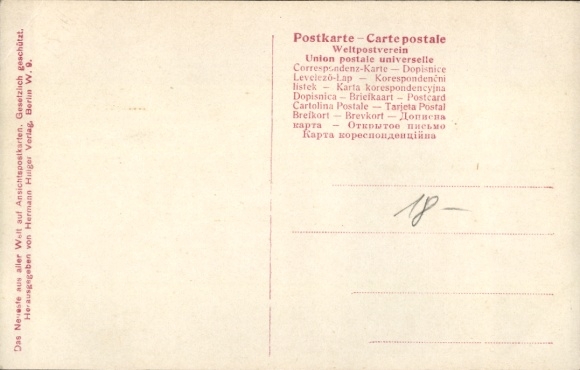 Das Neueste aus aller Welt auf Ansichtspostkarten. Gesetzlich geschützt.
Herausgegeben von Hermann Hillger Verlag, Berlin W. 9.
Postkarte – Carte postale
Weltpostverein
Union postale universelle
Correspondenz-Karte — Dopisnice
Levelező-Lap — Korespondenční
lístek — Karta korespondencyjna
Dopisnica — Briefkaart — Postcard
Cartolina Postale — Tarjeta Postal
Brefkort — Brevkort — Дописна
карта — Открытое письмо
Карта кореспонденційна
18 –